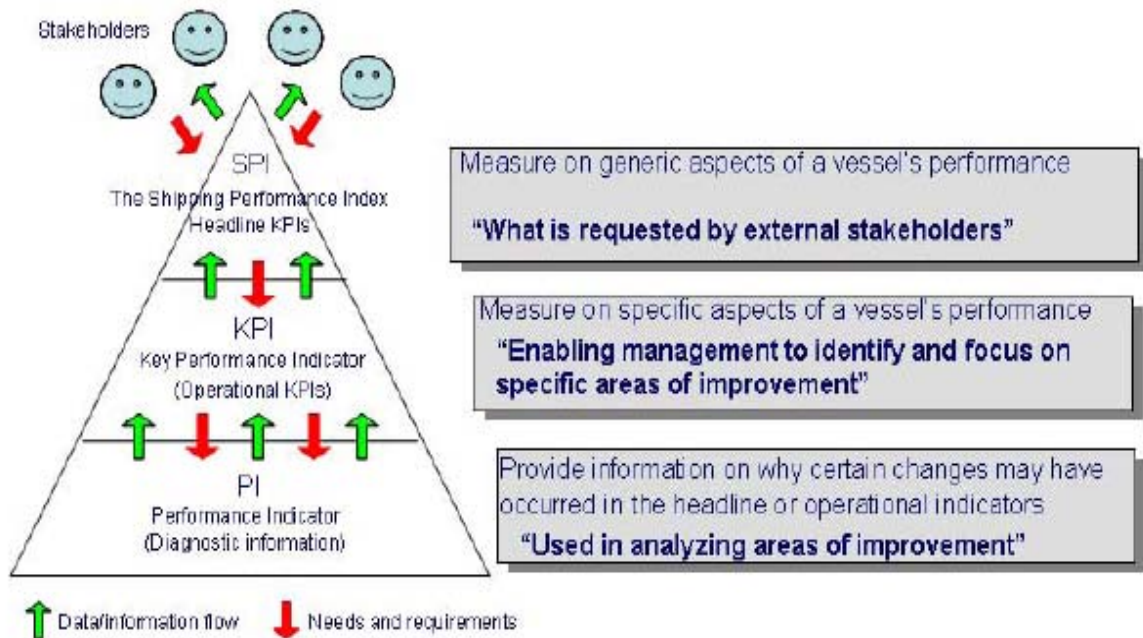 Stakeholders
SPI
The Shipping Performance Index
Headline KPIs
KPI
Key Performance Indicator
(Operational KPIs)
PI
Performance Indicator
(Diagnostic information)
Data/information flow
Needs and requirements
Measure on generic aspects of a vessel's performance
“What is requested by external stakeholders”
Measure on specific aspects of a vessel's performance
“Enabling management to identify and focus on
specific areas of improvement”
Provide information on why certain changes may have
occurred in the headline or operational indicators
“Used in analyzing areas of improvement”